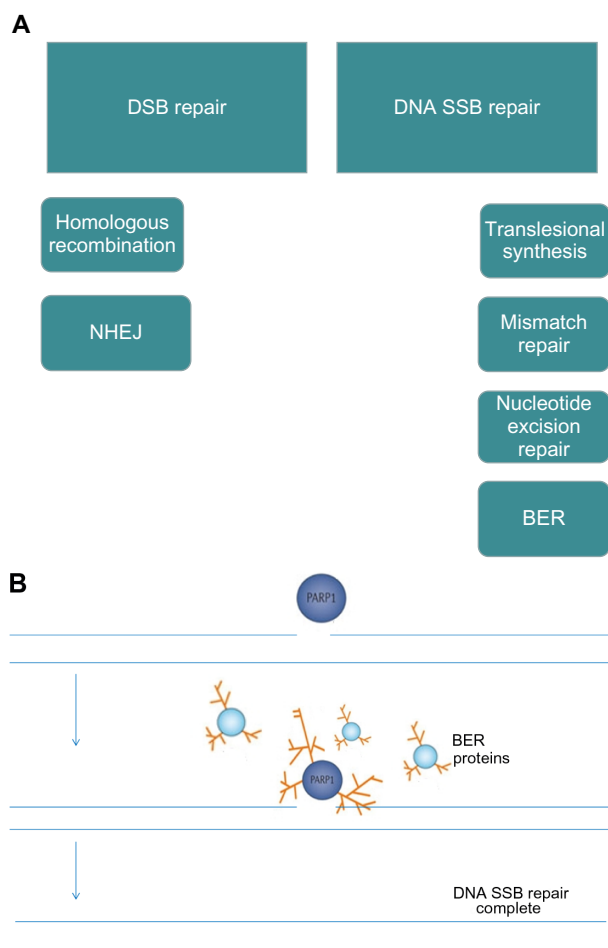 A
DSB repair
DNA SSB repair
Homologous
recombination
NHEJ
Translesional
synthesis
Mismatch
repair
Nucleotide
excision
repair
BER
B
PARP1
BER
proteins
PARP1
DNA SSB repair
complete